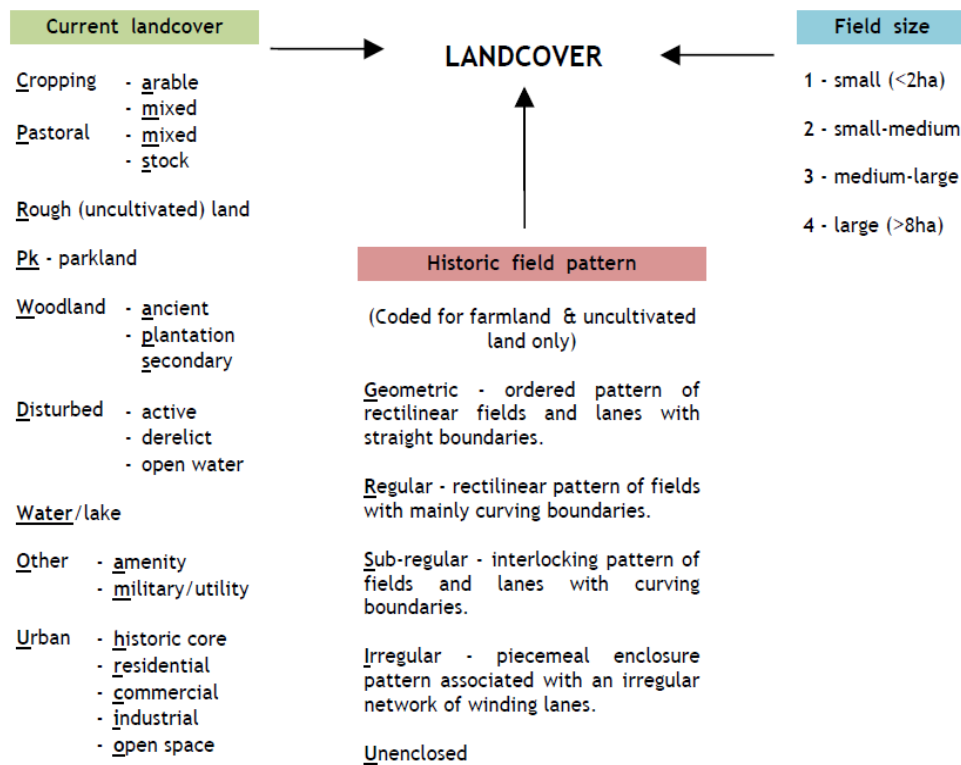 Current landcover
Cropping - arable
- mixed
Pastoral - mixed
- stock
Rough (uncultivated) land
Pk - parkland
Woodland - ancient
- plantation
secondary
Disturbed - active
- derelict
- open water
Water/lake
Other - amenity
- military/utility
Urban - historic core
- residential
- commercial
- industrial
- open space
LANDCOVER
Historic field pattern
(Coded for farmland & uncultivated
land only)
Geometric - ordered pattern of
rectilinear fields and lanes with
straight boundaries.
Regular - rectilinear pattern of fields
with mainly curving boundaries.
Sub-regular - interlocking pattern of
fields and lanes with curving
boundaries.
Irregular - piecemeal enclosure
pattern associated with an irregular
network of winding lanes.
Unenclosed
Field size
1 - small (<2ha)
2 - small-medium
3 - medium-large
4 - large (>8ha)